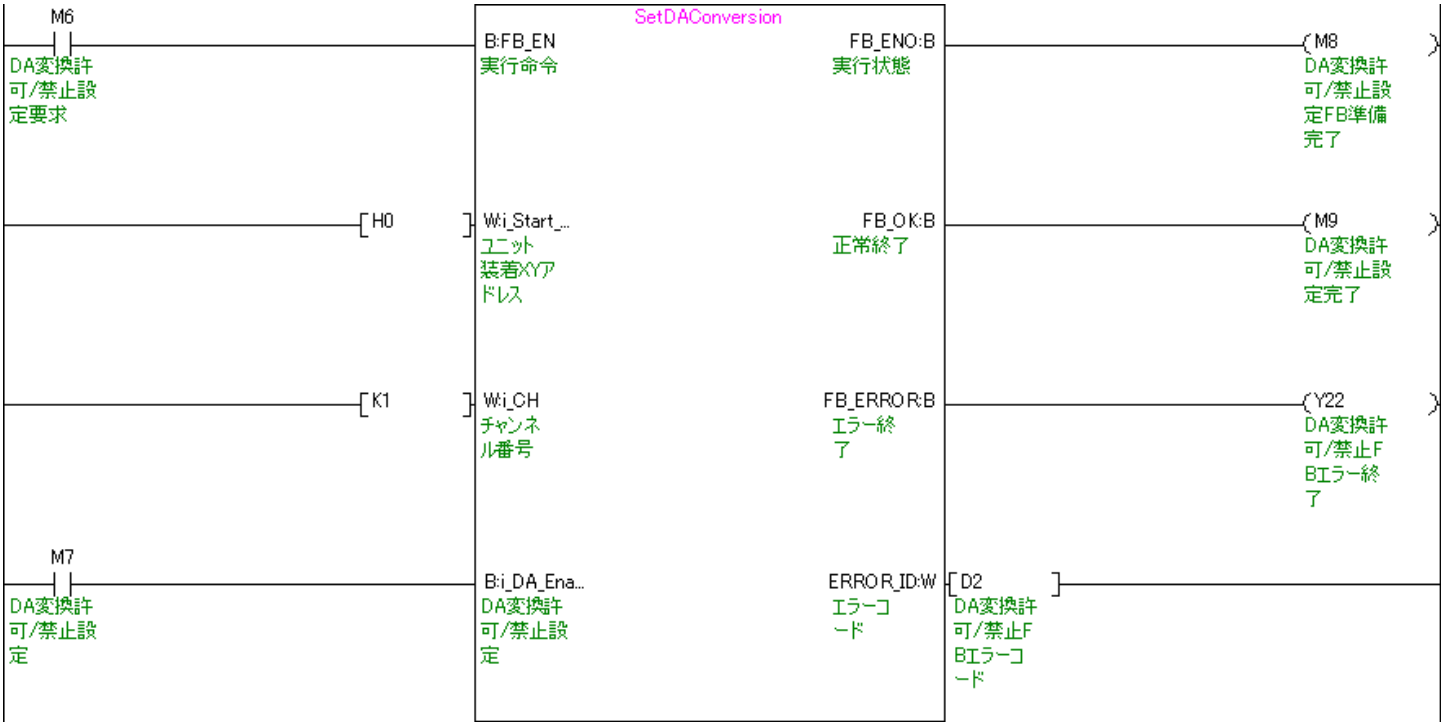 SetDAConversion
M6
B:FB_EN
FB_ENO:B
M8
DA変換許
可/禁止設
定要求
実行命令
実行状態
DA変換許
可/禁止設
定FB準備
完了
H0
W:i_Start_...
FB_OK:B
M9
ユニット
装着XYア
ドレス
正常終了
DA変換許
可/禁止設
定完了
K1
W:i_CH
FB_ERROR:B
Y22
チャンネ
ル番号
エラー終
了
DA変換許
可/禁止F
Bエラー終
了
M7
B:i_DA_Ena...
ERROR_ID:W
D2
DA変換許
可/禁止設
定
DA変換許
可/禁止設
定
エラーコ
ード
DA変換許
可/禁止F
Bエラーコ
ード